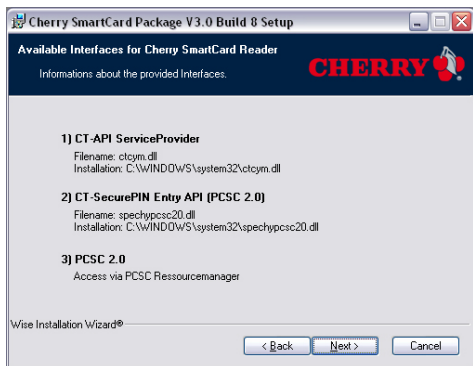 Cherry SmartCard Package V3.0 Build 8 Setup
Available Interfaces for Cherry SmartCard Reader
Informations about the provided Interfaces.
CHERRY
1) CT-API ServiceProvider
Filename: ctcym.dll
Installation: C:\WINDOWS\system32\ctcym.dll
2) CT-SecurePIN Entry API (PCSC 2.0)
Filename: spechypcsc20.dll
Installation: C:\WINDOWS\system32\spechypcsc20.dll
3) PCSC 2.0
Access via PCSC Ressourcemanager
Wise Installation Wizard®
< Back
Next >
Cancel